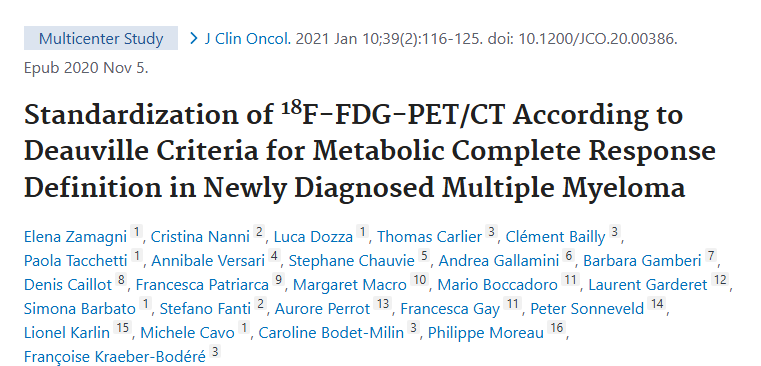 Multicenter Study > J Clin Oncol. 2021 Jan 10;39(2):116-125. doi: 10.1200/JCO.20.00386.
Epub 2020 Nov 5.
Standardization of ¹⁸F-FDG-PET/CT According to
Deauville Criteria for Metabolic Complete Response
Definition in Newly Diagnosed Multiple Myeloma
Elena Zamagni 1, Cristina Nanni 2, Luca Dozza 1, Thomas Carlier 3, Clément Bailly 3,
Paola Tacchetti 1, Annibale Versari 4, Stephane Chauvie 5, Andrea Gallamini 6, Barbara Gamberi 7,
Denis Caillot 8, Francesca Patriarca 9, Margaret Macro 10, Mario Boccadoro 11, Laurent Garderet 12,
Simona Barbato 1, Stefano Fanti 2, Aurore Perrot 13, Francesca Gay 11, Peter Sonneveld 14,
Lionel Karlin 15, Michele Cavo 1, Caroline Bodet-Milin 3, Philippe Moreau 16,
Françoise Kraeber-Bodéré 3